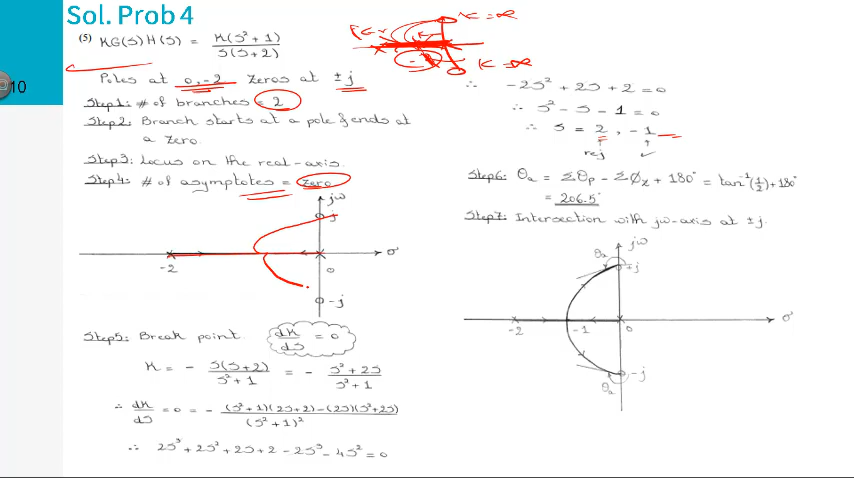 Sol. Prob 4
10
(5) KG(S)H(S) = K(S²+1) / S(S+2)
Poles at 0,-2 Zeros at ±j
Step1: # of branches = 2
Step2: Branch starts at a pole & ends at
a zero.
Step3: Locus on the real-axis.
Step4: # of asymptotes = zero
jω
j
σ
-2
0
-j
Step5: Break point. dK/dS = 0
K = - S(S+2) / S²+1 = - S²+2S / S²+1
∴ dK/dS = 0 = - (S²+1)(2S+2)-(2S)(S²+2S) / (S²+1)²
∴ 2S³+2S²+2S+2-2S³-4S² = 0
K=∞
K=∞
∴ -2S²+2S+2=0
∴ S²-S-1=0
∴ S = 2, -1
rej ✓
Step6: θa = ΣΘp - ΣØz + 180° = tan⁻¹(1/2)+180°
= 206.5°
Step7: Intersection with jω-axis at ±j.
jω
θa
+j
σ
-2
-1
0
-j
θa